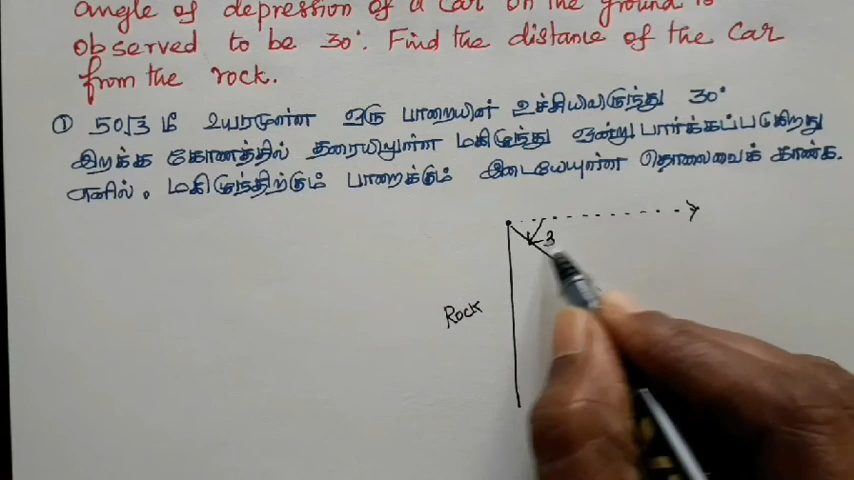 angle of depression of a car on the ground is
observed to be 30°. Find the distance of the car
from the rock.
① 50√3 மீ உயரமுள்ள ஒரு பாறையின் உச்சியிலிருந்து 30°
இறக்க கோணத்தில் தரையிலுள்ள மகிழுந்து ஒன்று பார்க்கப்படுகிறது
எனில். மகிழுந்திற்கும் பாறைக்கும் இடையேயுள்ள தொலைவைக் காண்க.
3
Rock